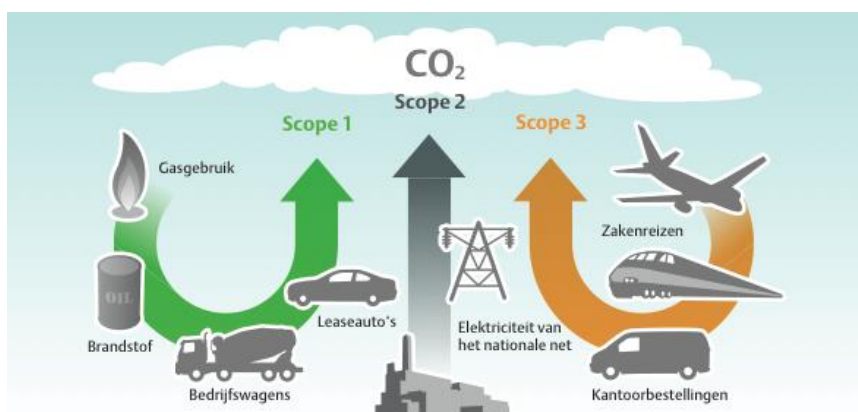 CO₂
Scope 2
Scope 1
Scope 3
Gasgebruik
Zakenreizen
OIL
Leaseauto's
Elektriciteit van
het nationale net
Brandstof
Bedrijfswagens
Kantoorbestellingen